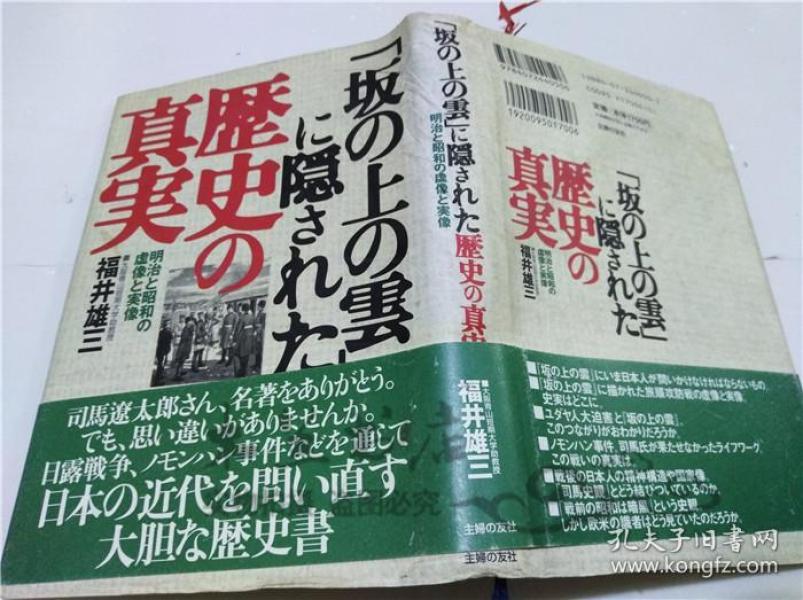 「坂の上の雲」
に隠された
歴史の
真実
明治と昭和の
虚像と実像
福井雄三
司馬遼太郎さん、名著をありがとう。
でも、思い違いがありませんか。
日露戦争、ノモンハン事件などを通じて
日本の近代を問い直す
大胆な歴史書
「坂の上の雲」に隠された歴史の真実
明治と昭和の虚像と実像
福井雄三
主婦の友社
9784072640506
1920095017006
「坂の上の雲」
に隠された
歴史の
真実
明治と昭和の
虚像と実像
福井雄三
■『坂の上の雲』にいま日本人が問いかけなければならないもの。
■『坂の上の雲』に描かれた旅順攻防戦の虚像と実像
史実はどこに。
■ユダヤ人大迫害と『坂の上の雲』。
このつながりがおわかりだろうか。
■ノモンハン事件、司馬氏が果たせなかったライフワーク。
この戦いの真実は。
■戦後の日本人の精神構造や国家像。
「司馬史観」とどう結びついているのか。
■「戦前の昭和は暗黒」という史観。
しかし欧米の識者はどう見ていたのだろうか。
主婦の友社
盗图必究
孔夫子旧书网
www.kongfz.com